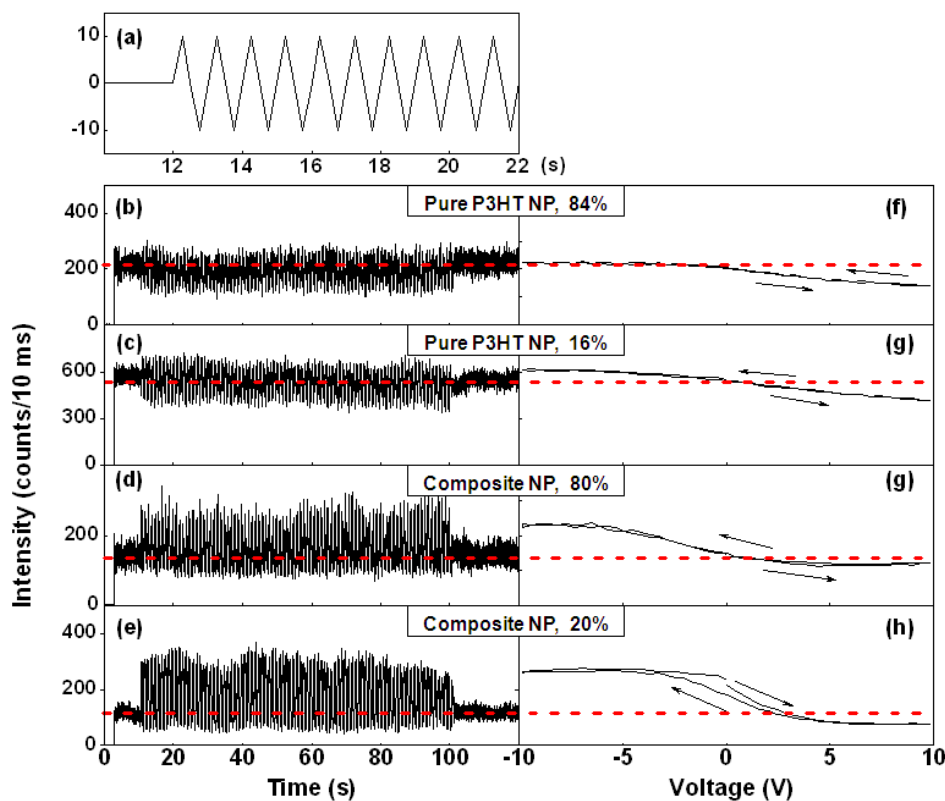 (a)
10
0
-10
12 14 16 18 20 22 (s)
Pure P3HT NP, 84%
(b) (f)
400
200
0
Pure P3HT NP, 16%
(c) (g)
600
300
0
Composite NP, 80%
(d) (g)
200
0
Composite NP, 20%
(e) (h)
400
200
0
0 20 40 60 80 100 -10 -5 0 5 10
Time (s) Voltage (V)
Intensity (counts/10 ms)